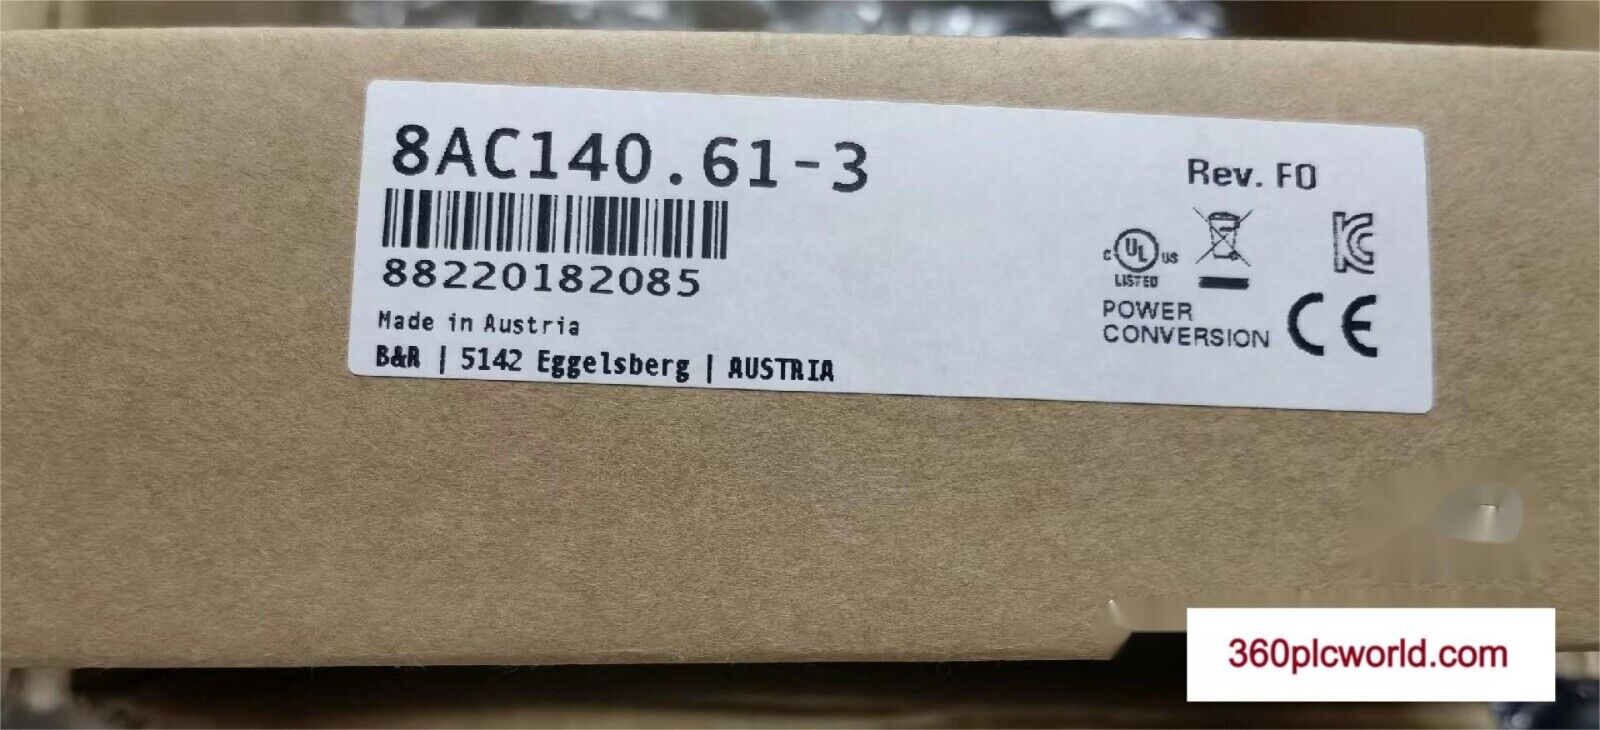 8AC140.61-3
Rev. F0
88220182085
C UL US
LISTED
POWER
CONVERSION
CE
KC
Made in Austria
B&R | 5142 Eggelsberg | AUSTRIA
360plcworld.com